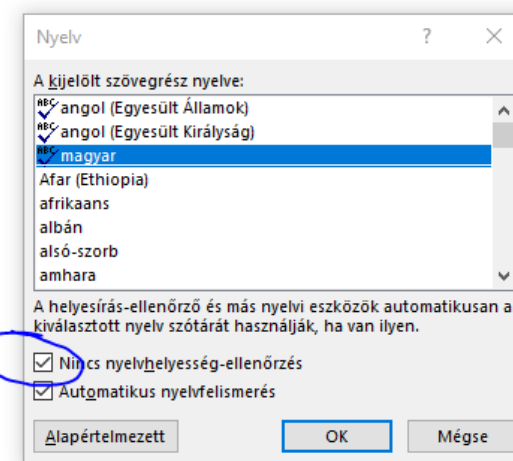 Nyelv
A kijelölt szövegrész nyelve:
angol (Egyesült Államok)
angol (Egyesült Királyság)
magyar
Afar (Ethiopia)
afrikaans
albán
alsó-szorb
amhara
A helyesírás-ellenőrző és más nyelvi eszközök automatikusan a
kiválasztott nyelv szótárát használják, ha van ilyen.
Nincs nyelvhelyesség-ellenőrzés
Automatikus nyelvfelismerés
Alapértelmezett OK Mégse